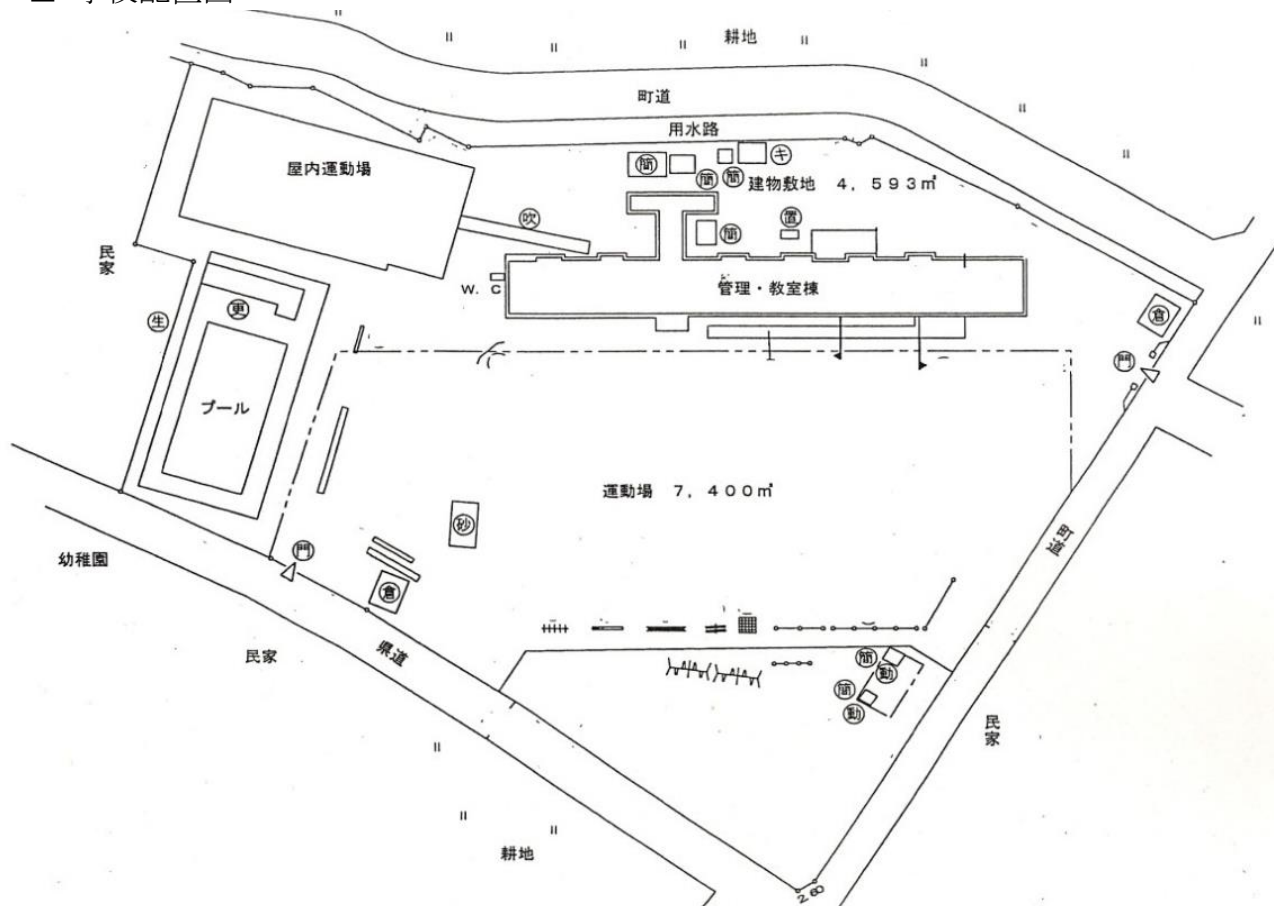 耕地
町道
用水路
屋内運動場
簡
キ
簡
簡
建物敷地 4,593㎡
吹
簡
置
民家
W.C
管理・教室棟
生
更
倉
門
プール
運動場 7,400㎡
砂
町道
幼稚園
門
倉
民家
県道
簡
動
簡
動
民家
耕地
260